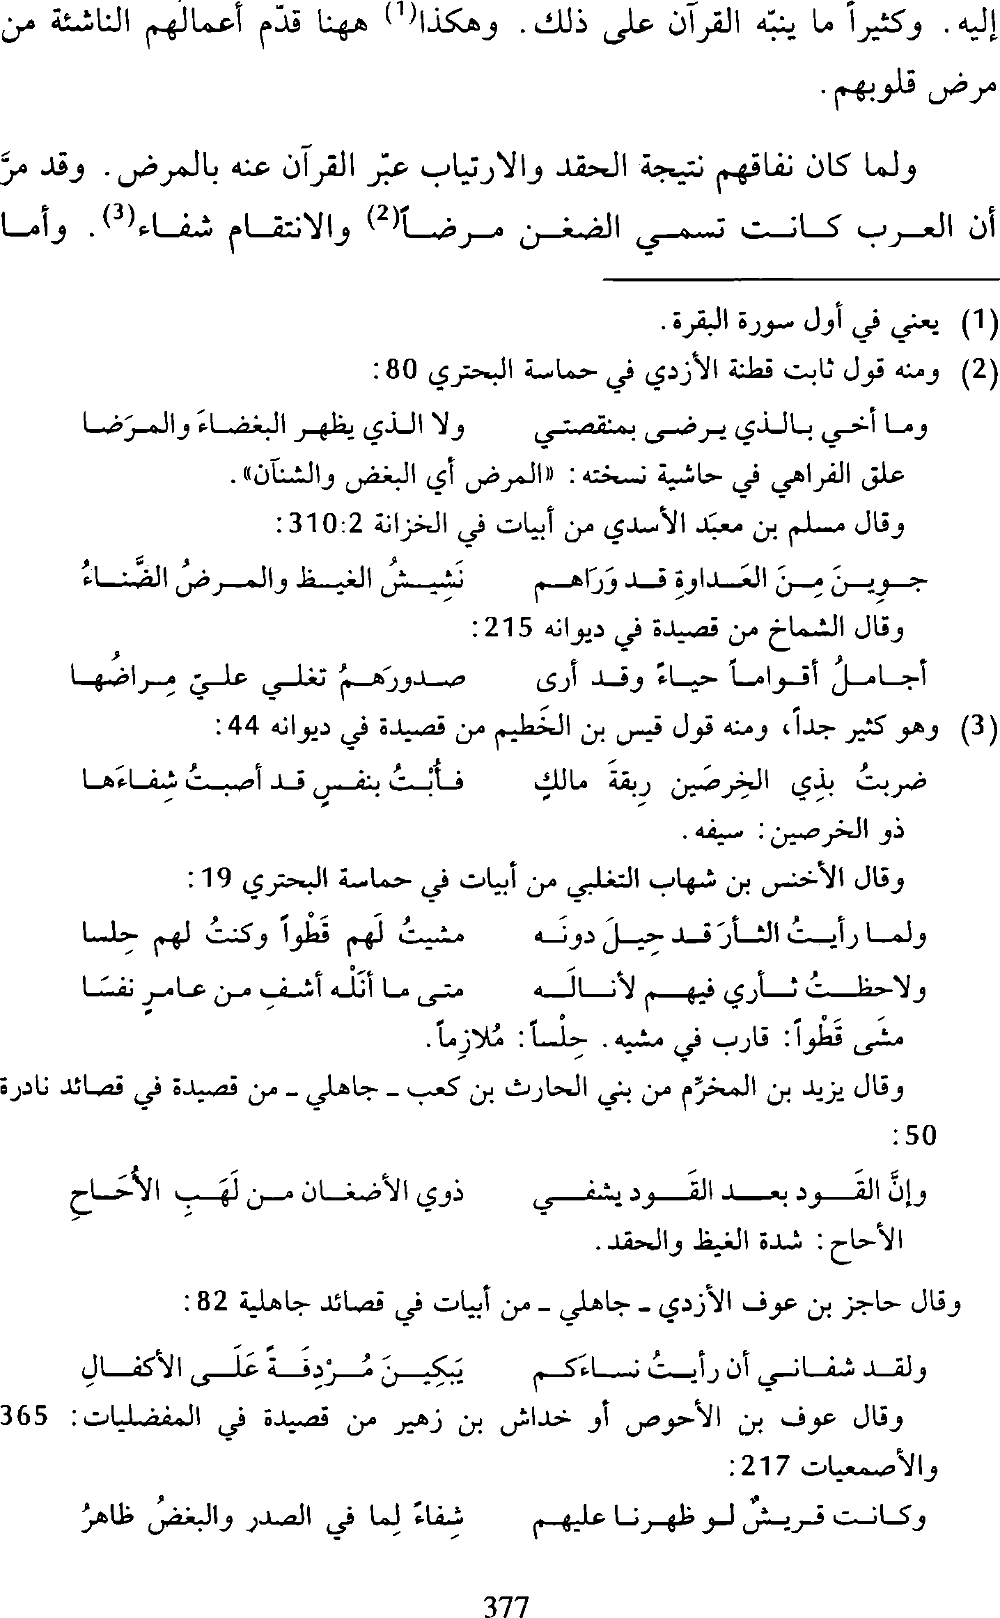 إليه. وكثيراً ما ينبّه القرآن على ذلك. وهكذا(1) ههنا قدّم أعمالهم الناشئة من
مرض قلوبهم.
ولما كان نفاقهم نتيجة الحقد والارتياب عبّر القرآن عنه بالمرض. وقد مرَّ
أن العرب كانت تسمي الضغن مرضاً(2) والانتقام شفاء(3). وأما
(1) يعني في أول سورة البقرة.
(2) ومنه قول ثابت قطنة الأزدي في حماسة البحتري 80:
وما أخي بالذي يرضى بمنقصتي ولا الذي يظهر البغضاءَ والمرَضا
علق الفراهي في حاشية نسخته: «المرض أي البغض والشنآن».
وقال مسلم بن معبَد الأسدي من أبيات في الخزانة 2:310:
جوِينَ مِنَ العَداوةِ قد وَرَاهم نَشِيشُ الغيظ والمرضُ الضَّناءُ
وقال الشماخ من قصيدة في ديوانه 215:
أجاملُ أقواماً حياءً وقد أرى صدورَهمُ تغلي عليّ مِراضُها
(3) وهو كثير جداً، ومنه قول قيس بن الخَطيم من قصيدة في ديوانه 44:
ضربتُ بذِي الخِرصَين رِبقةَ مالكٍ فأُبْتُ بنفسٍ قد أصبتُ شِفاءَها
ذو الخرصين: سيفه.
وقال الأخنس بن شهاب التغلبي من أبيات في حماسة البحتري 19:
ولما رأيتُ الثأرَ قد حِيلَ دونَه مشيتُ لَهم قَطْواً وكنتُ لهم حِلسا
ولاحظتُ ثأري فيهم لأنالَه متى ما أنَلْه أشفِ من عامرٍ نفسَا
مشَى قَطْواً: قارب في مشيه. حِلْساً: مُلازِماً.
وقال يزيد بن المخرِّم من بني الحارث بن كعب ـ جاهلي ـ من قصيدة في قصائد نادرة
50:
وإنَّ القَود بعد القَود يشفي ذوي الأضغان من لَهَبِ الأُحَاحِ
الأحاح: شدة الغيظ والحقد.
وقال حاجز بن عوف الأزدي ـ جاهلي ـ من أبيات في قصائد جاهلية 82:
ولقد شفاني أن رأيتُ نساءَكم يَبكِينَ مُرْدِفَةً عَلَى الأكفالِ
وقال عوف بن الأحوص أو خداش بن زهير من قصيدة في المفضليات: 365
والأصمعيات 217:
وكانت قريشٌ لو ظهرنا عليهم شِفاءً لِما في الصدر والبغضُ ظاهرُ
377